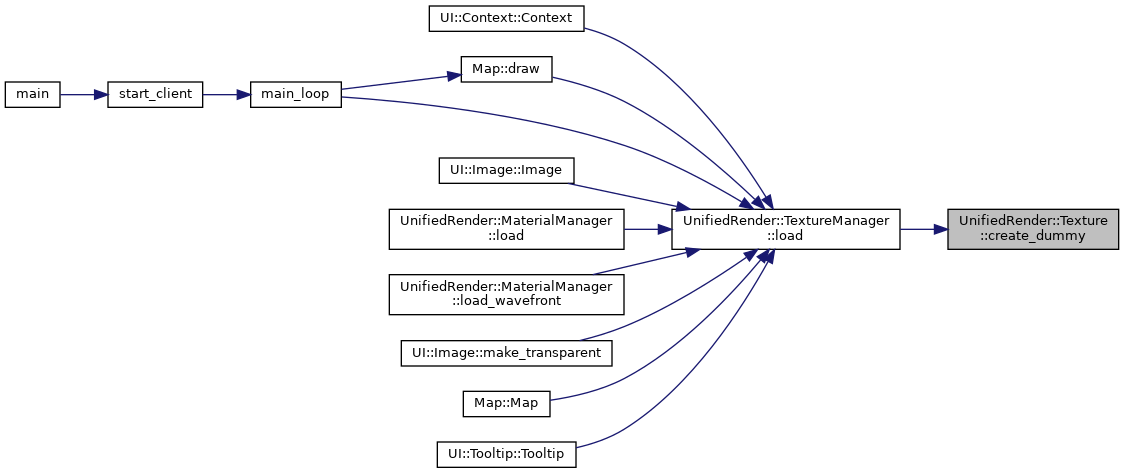 UI::Context::Context
Map::draw
main
start_client
main_loop
UI::Image::Image
UnifiedRender::MaterialManager
::load
UnifiedRender::TextureManager
::load
UnifiedRender::Texture
::create_dummy
UnifiedRender::MaterialManager
::load_wavefront
UI::Image::make_transparent
Map::Map
UI::Tooltip::Tooltip